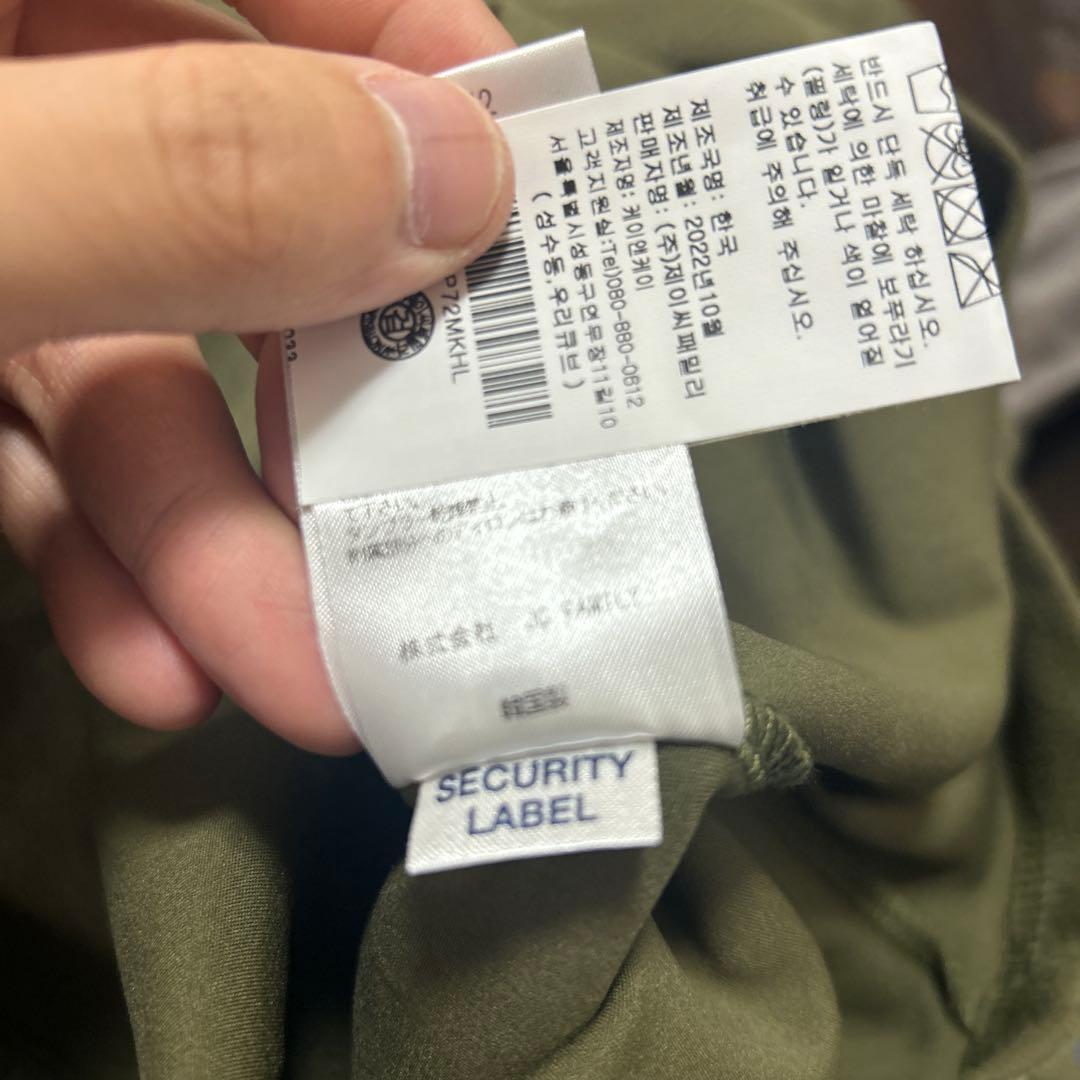 반드시 단독 세탁 하십시오.
세탁에 의한 마찰에 보푸라기
(필링)가 일거나 색이 옅어질
수 있습니다.
취급에 주의해 주십시오.
제조국명: 한국
제조년월: 2022년10월
판매자명: (주)제이씨패밀리
제조자명: 케이엔케이
고객지원실:Tel)080-880-0612
서울특별시성동구연무장11길10
(성수동,우리큐브)
P72MKHL
株式会社 JC FAMILY
韓国製
SECURITY
LABEL